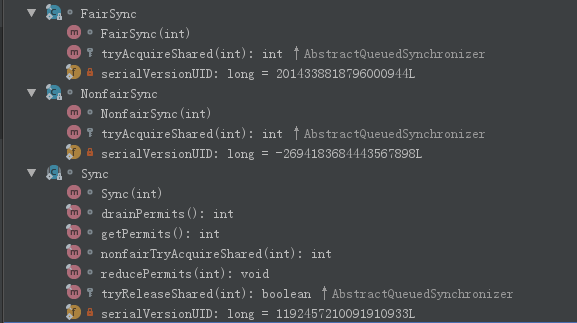 FairSync
FairSync(int)
tryAcquireShared(int): int ↑AbstractQueuedSynchronizer
serialVersionUID: long = 2014338818796000944L
NonfairSync
NonfairSync(int)
tryAcquireShared(int): int ↑AbstractQueuedSynchronizer
serialVersionUID: long = -2694183684443567898L
Sync
Sync(int)
drainPermits(): int
getPermits(): int
nonfairTryAcquireShared(int): int
reducePermits(int): void
tryReleaseShared(int): boolean ↑AbstractQueuedSynchronizer
serialVersionUID: long = 1192457210091910933L